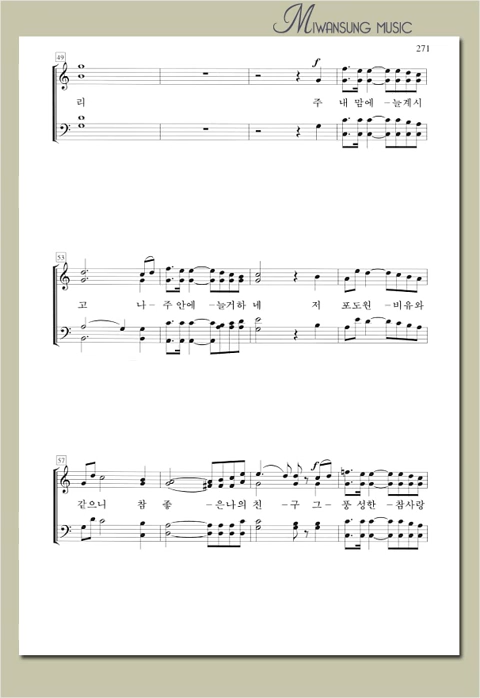 MIWANSUNG MUSIC
271
49
f
리 주 내 맘에 - 늘계시
53
고 나 - 주안에 - 늘거하 네 저 포도원 - 비유와
57
f
같으니 참 좋 - 은나의 친 - 구 그 - 풍성한 - 참사랑